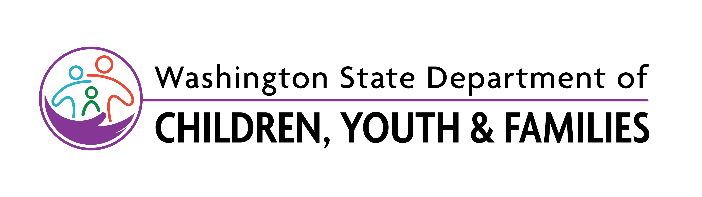 Washington State Department of
CHILDREN, YOUTH & FAMILIES